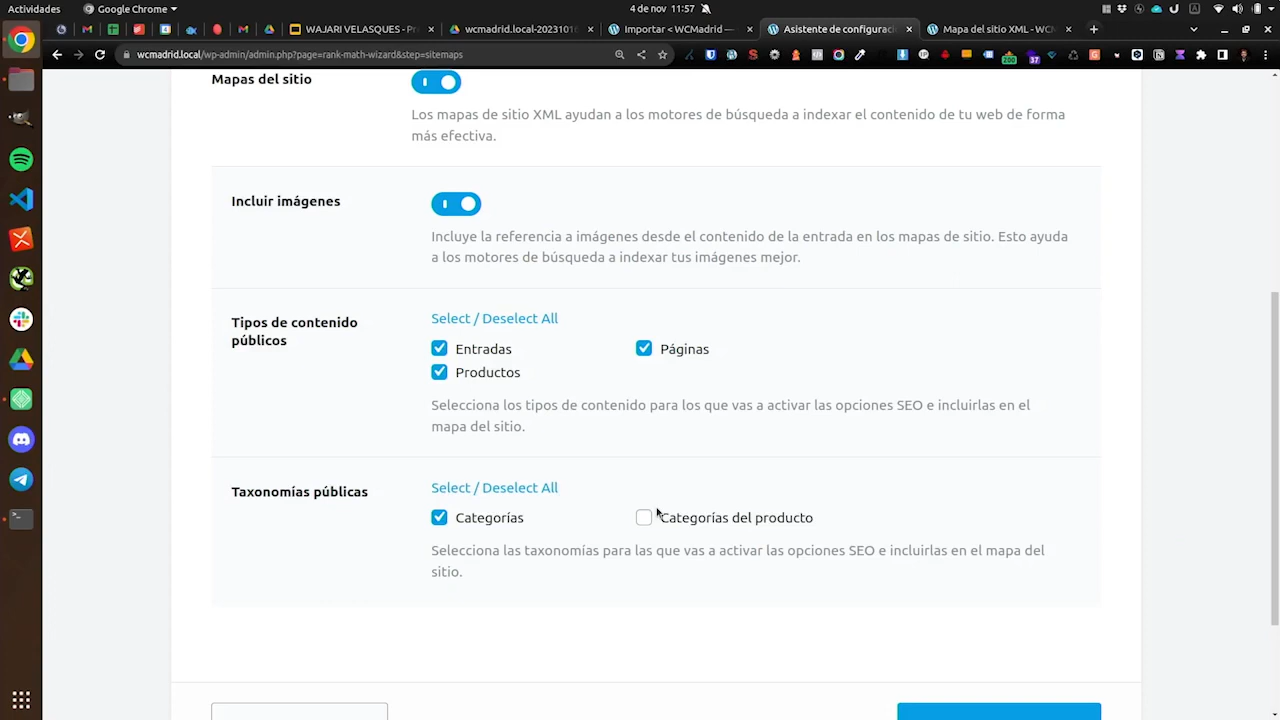 Actividades
Google Chrome
4 de nov 11:57
WAJARI VELASQUES - Pr
wcmadrid.local-20231010
Importar < WCMadrid —
Asistente de configurac
Mapa del sitio XML - WCM
wcmadrid.local/wp-admin/admin.php?page=rank-math-wizard&step=sitemaps
200
37
Mapas del sitio
Los mapas de sitio XML ayudan a los motores de búsqueda a indexar el contenido de tu web de forma
más efectiva.
Incluir imágenes
Incluye la referencia a imágenes desde el contenido de la entrada en los mapas de sitio. Esto ayuda
a los motores de búsqueda a indexar tus imágenes mejor.
Tipos de contenido
públicos
Select / Deselect All
Entradas
Páginas
Productos
Selecciona los tipos de contenido para los que vas a activar las opciones SEO e incluirlas en el
mapa del sitio.
Taxonomías públicas
Select / Deselect All
Categorías
Categorías del producto
Selecciona las taxonomías para las que vas a activar las opciones SEO e incluirlas en el mapa del
sitio.